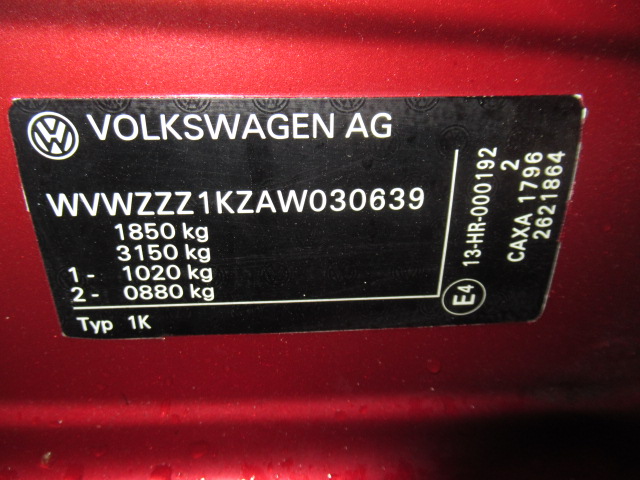 VOLKSWAGEN AG
WVWZZZ1KZAW030639
1850 kg
3150 kg
1 - 1020 kg
2 - 0880 kg
Typ 1K
E4
13-HR-000192
2
CAXA 1796
2621864